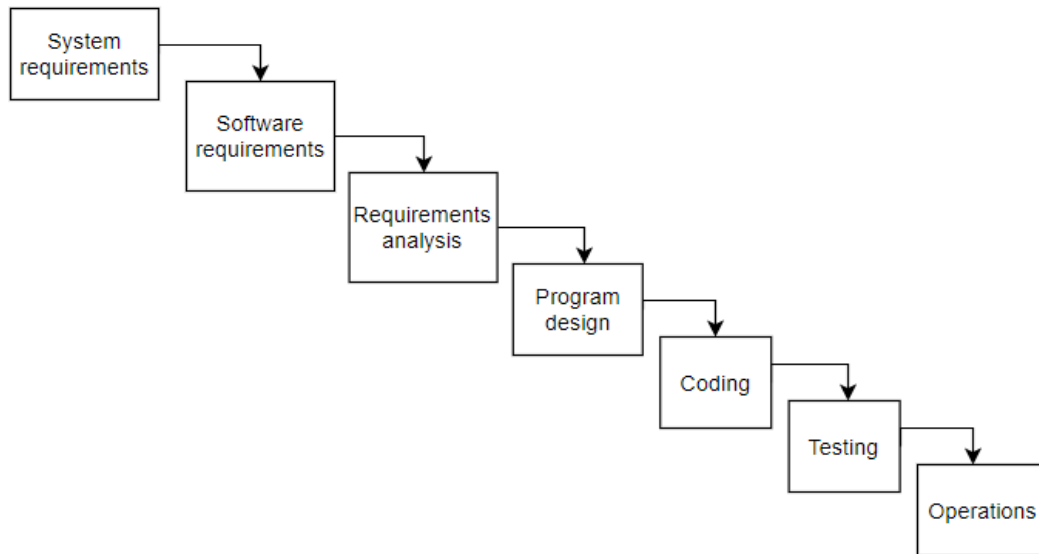 System
requirements
Software
requirements
Requirements
analysis
Program
design
Coding
Testing
Operations